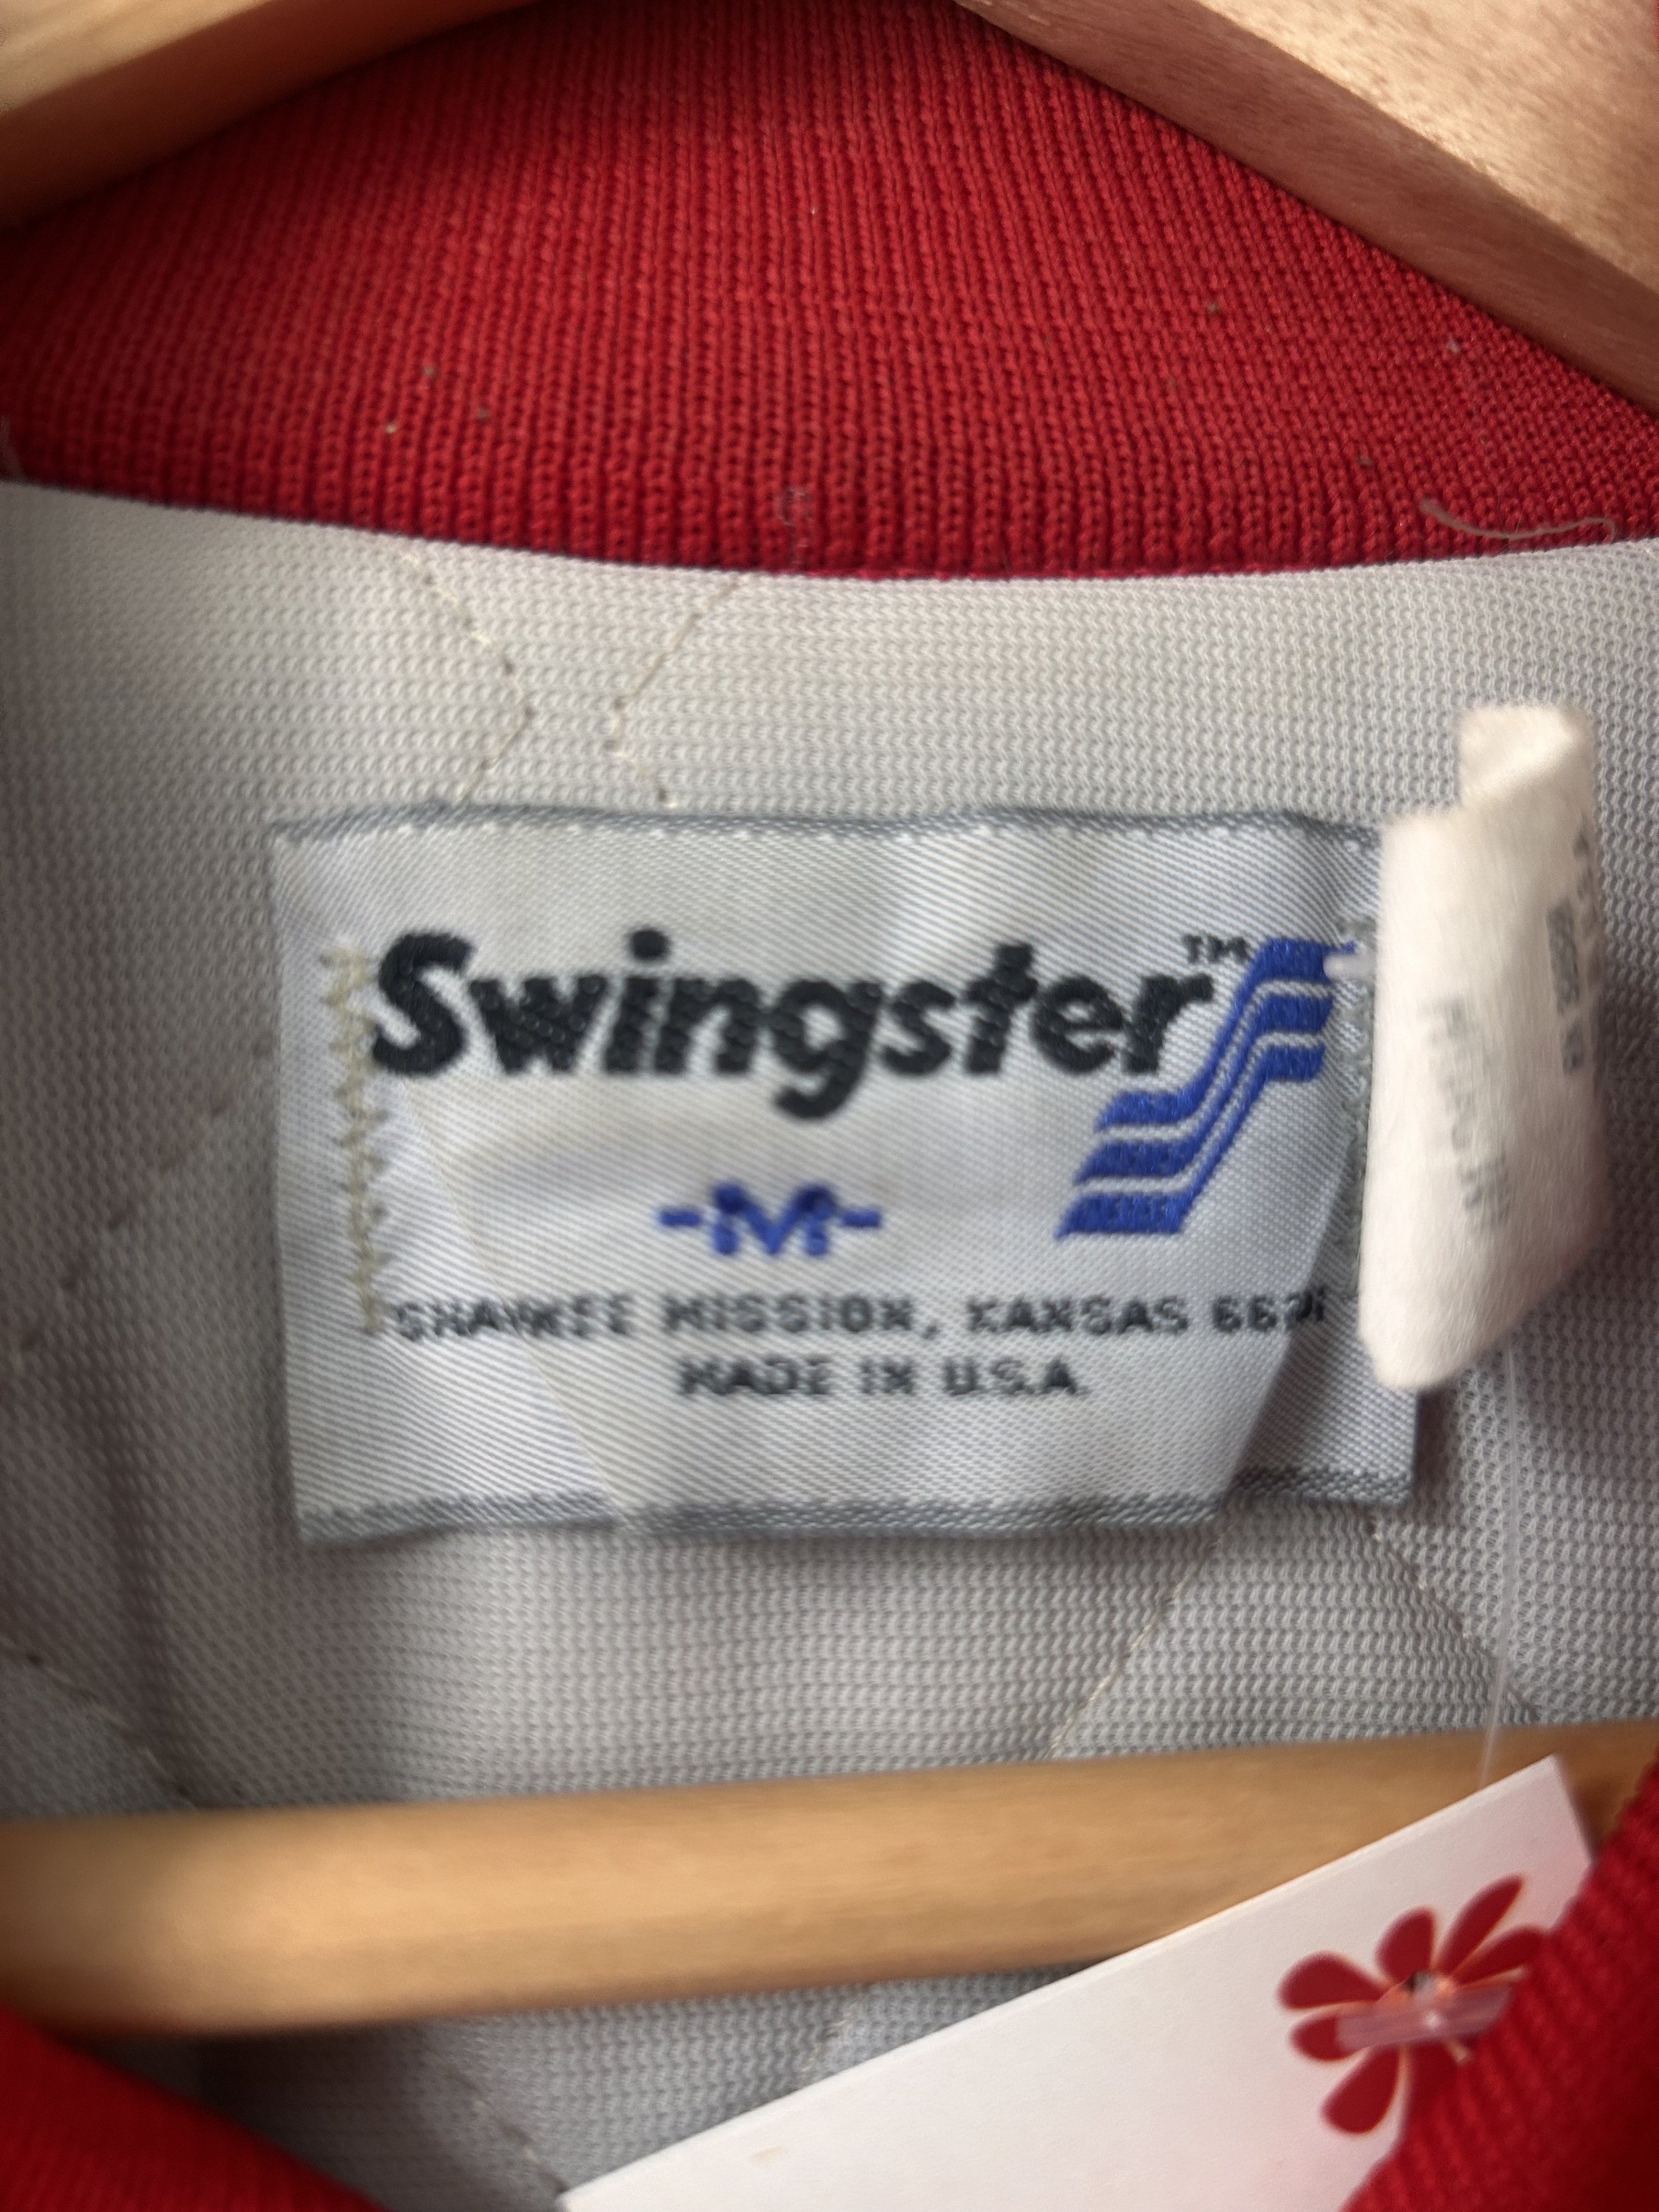 Swingster™
-M-
SHAWNEE MISSION, KANSAS
MADE IN U.S.A.